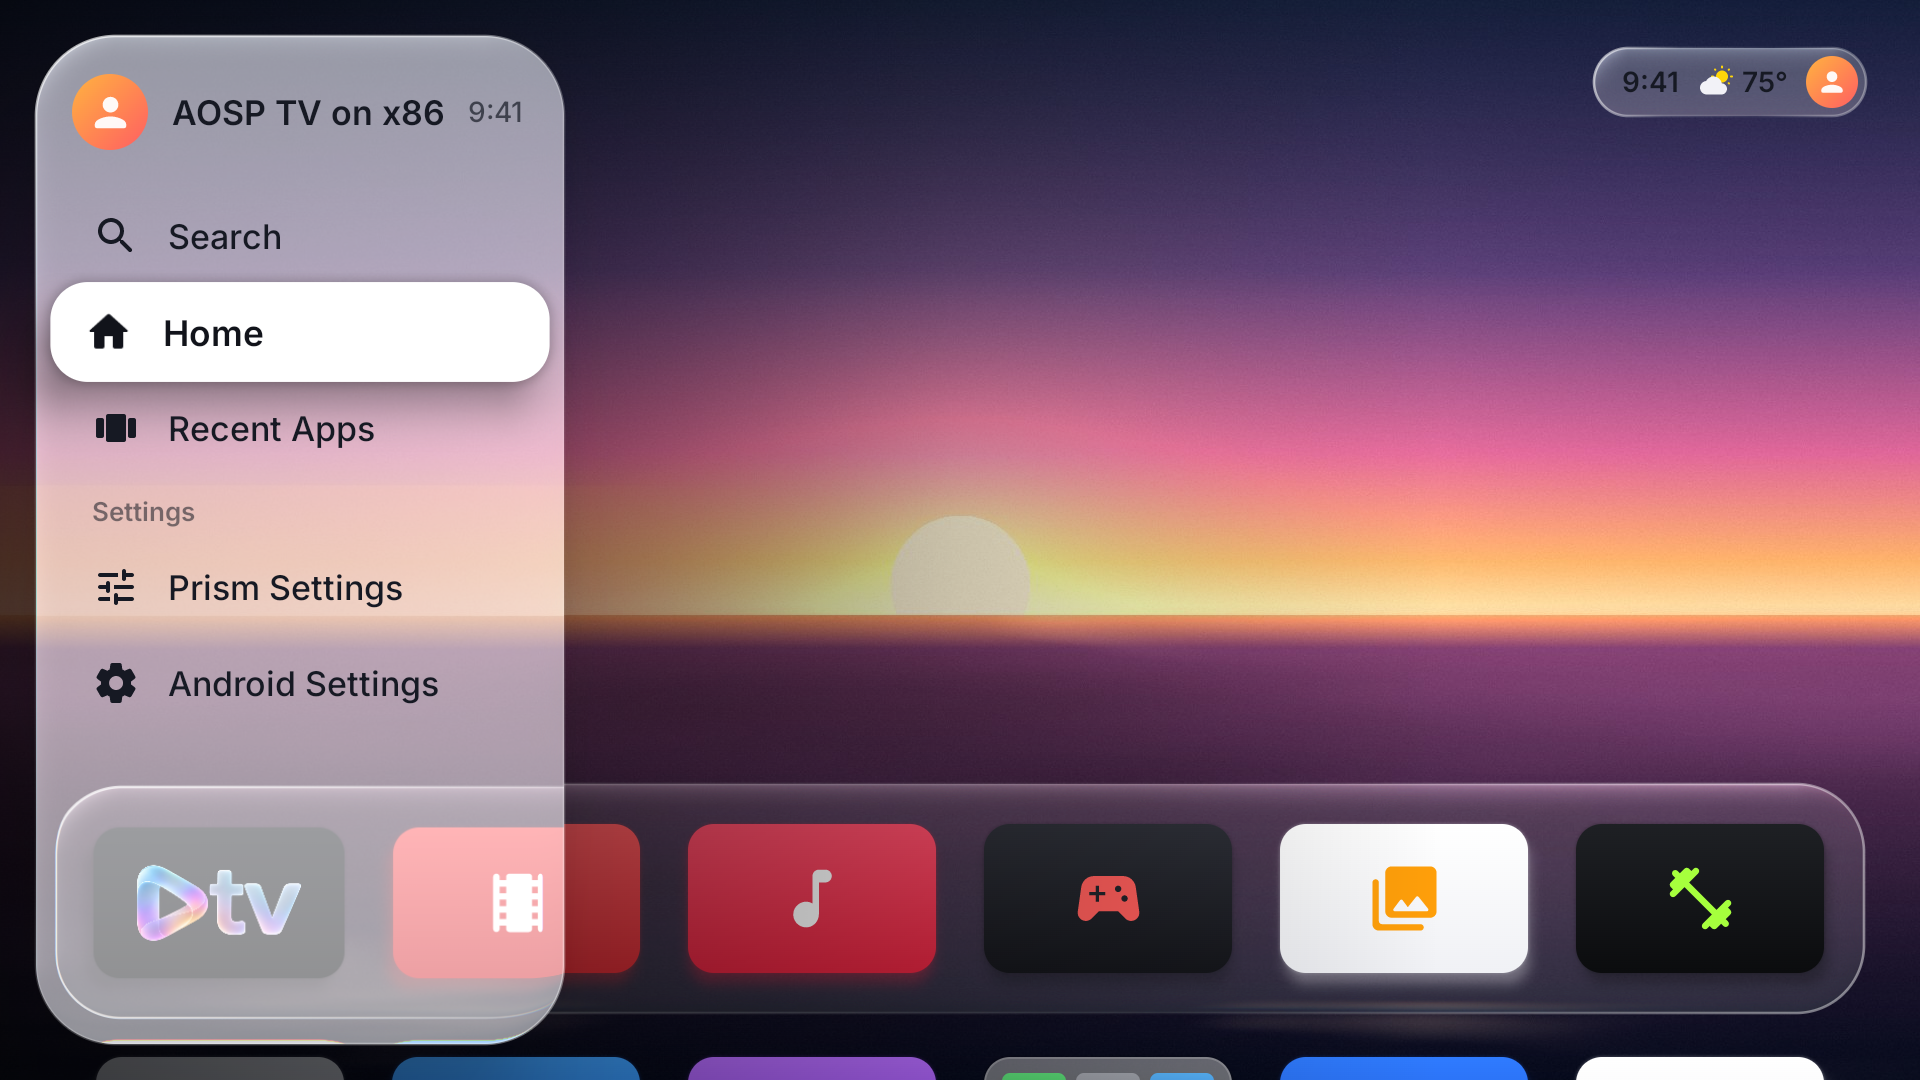 AOSP TV on x86 9:41
9:41 75°
Search
Home
Recent Apps
Settings
Prism Settings
Android Settings
tv